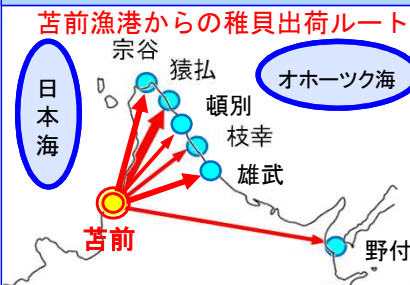 苫前漁港からの稚貝出荷ルート
宗谷
猿払
オホーツク海
日本海
頓別
枝幸
雄武
苫前
野付